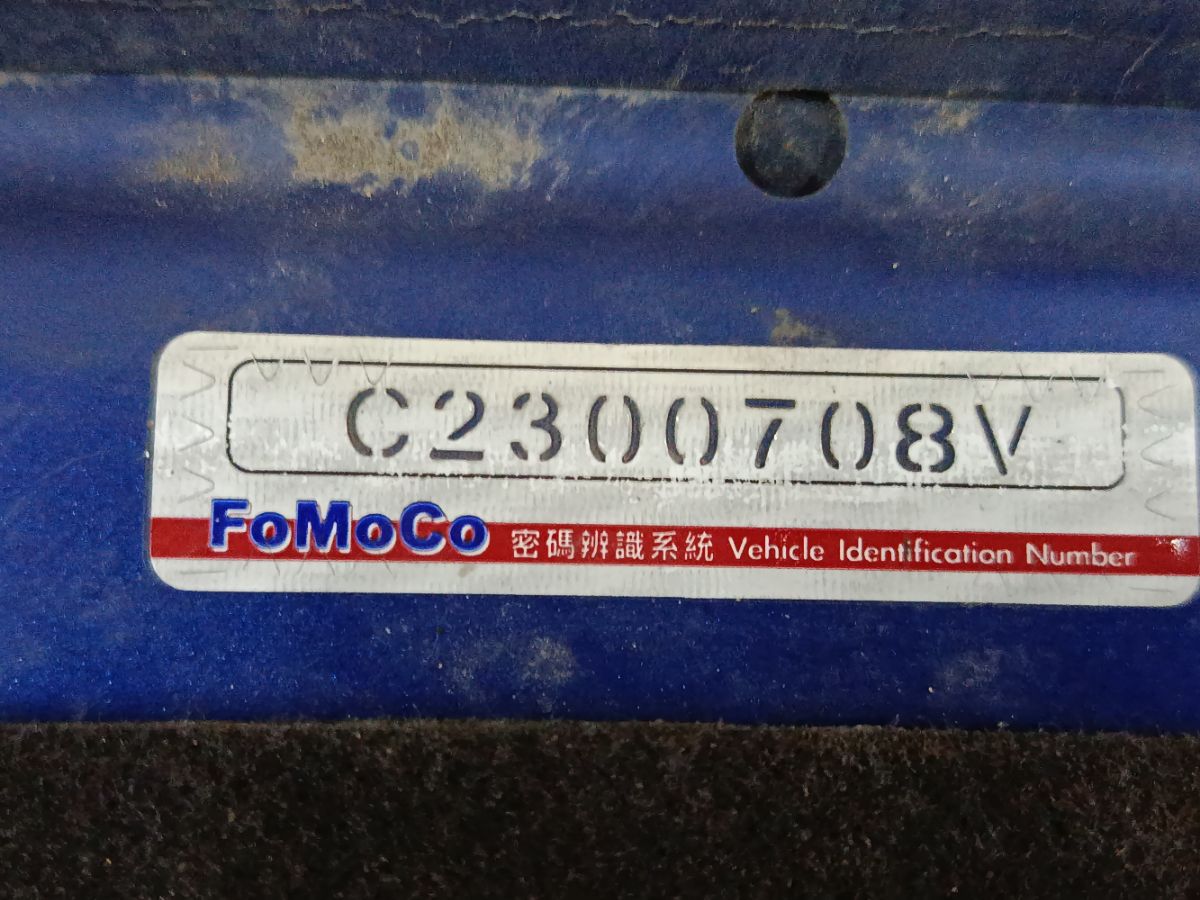 C2300708V
FoMoCo 密碼辨識系統 Vehicle Identification Number